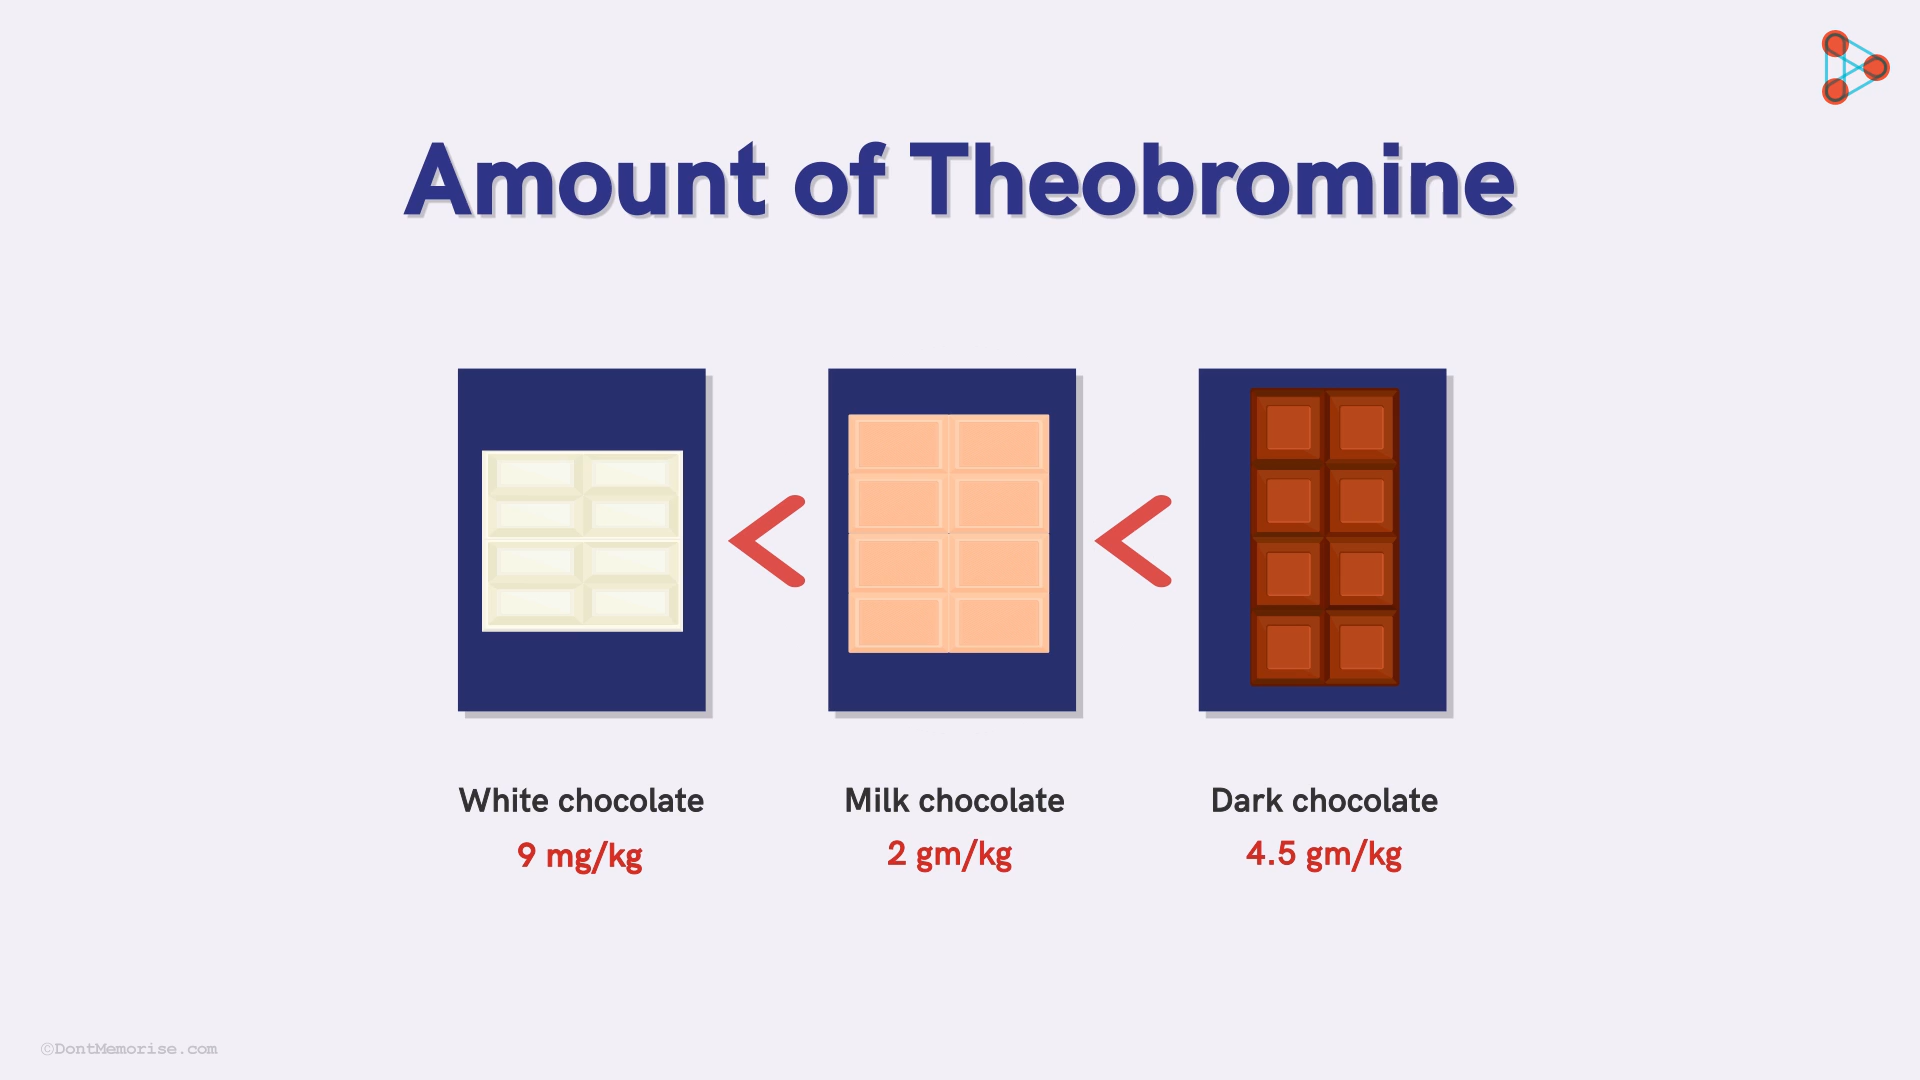 Amount of Theobromine
<
<
White chocolate
Milk chocolate
Dark chocolate
9 mg/kg
2 gm/kg
4.5 gm/kg
©DontMemorise.com